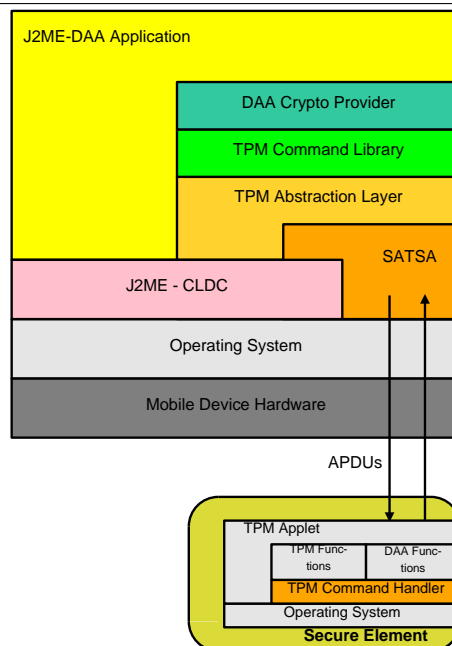 J2ME-DAA Application
DAA Crypto Provider
TPM Command Library
TPM Abstraction Layer
SATSA
J2ME - CLDC
Operating System
Mobile Device Hardware
APDUs
TPM Applet
TPM Func-
tions
DAA Func-
tions
TPM Command Handler
Operating System
Secure Element